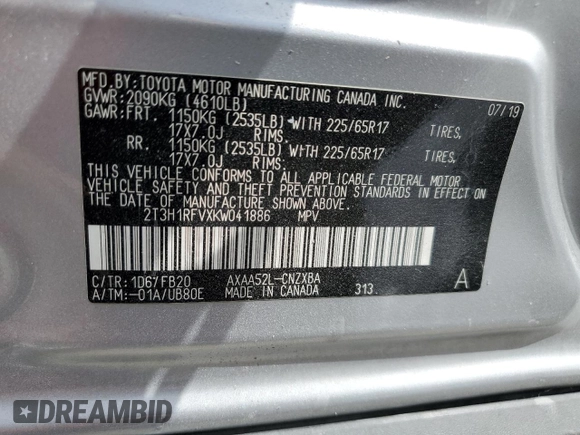 MFD.BY:TOYOTA MOTOR MANUFACTURING CANADA INC.
GVWR:2090KG (4610LB) 07/19
GAWR:FRT. 1150KG (2535LB) WITH 225/65R17 TIRES,
17X7.0J RIMS
RR. 1150KG (2535LB) WITH 225/65R17 TIRES,
17X7.0J RIMS.
THIS VEHICLE CONFORMS TO ALL APPLICABLE FEDERAL MOTOR
VEHICLE SAFETY AND THEFT PREVENTION STANDARDS IN EFFECT ON
THE DATE OF MANUFACTURE SHOWN ABOVE.
2T3H1RFVXKW041886 MPV
C/TR:1D6/FB20 AXAA52L-CNZXBA A
A/TM:-01A/UB80E MADE IN CANADA 313
DREAMBID